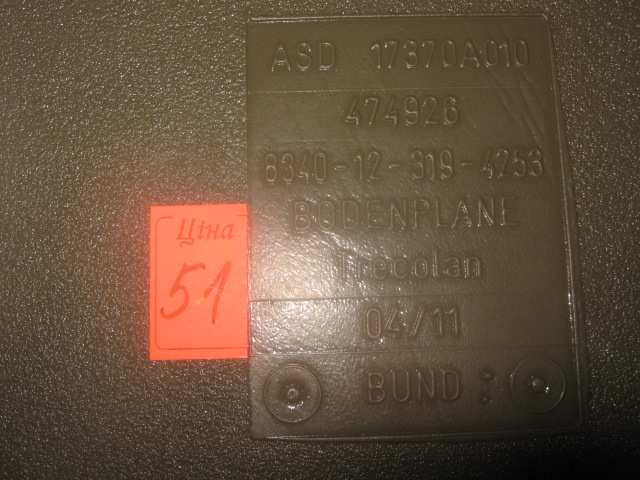 ASD 17370A010
474926
8340-12-319-4253
BODENPLANE
Trecolan
04/11
BUND
Ціна
51